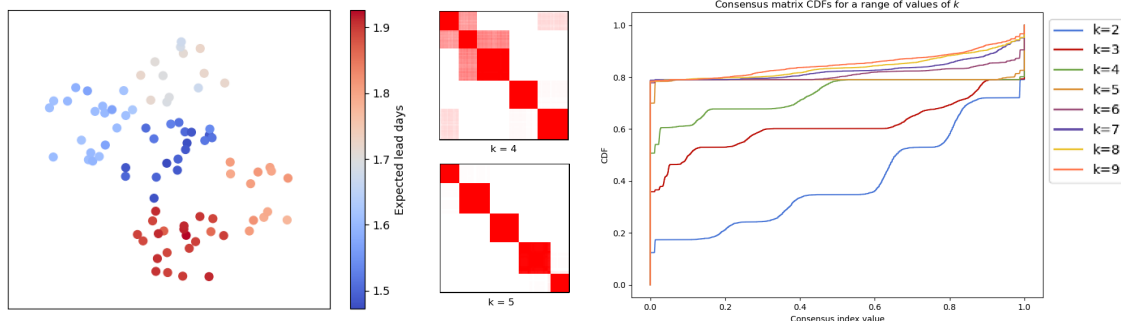 1.9
1.8
1.7
1.6
1.5
Expected lead days
k = 4
k = 5
Consensus matrix CDFs for a range of values of k
1.0
0.8
0.6
0.4
0.2
0.0
CDF
0.0
0.2
0.4
0.6
0.8
1.0
Consensus index value
k=2
k=3
k=4
k=5
k=6
k=7
k=8
k=9